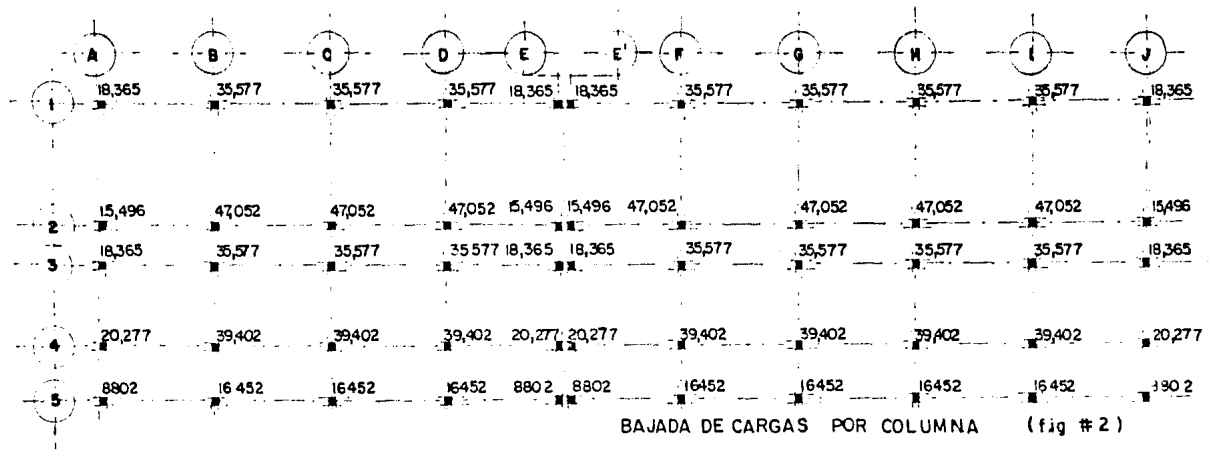 A B C D E E' F G H I J
1 18,365 35,577 35,577 35,577 18,365 18,365 35,577 35,577 35,577 35,577 18,365
2 15,496 47,052 47,052 47,052 15,496 15,496 47,052 47,052 47,052 47,052 15,496
3 18,365 35,577 35,577 35 577 18,365 18,365 35,577 35,577 35,577 35,577 18,365
4 20,277 39,402 39,402 39,402 20,277 20,277 39,402 39,402 39,402 39,402 20,277
5 8802 16452 16452 16452 8802 8802 16452 16452 16452 16452
BAJADA DE CARGAS POR COLUMNA (fig # 2)